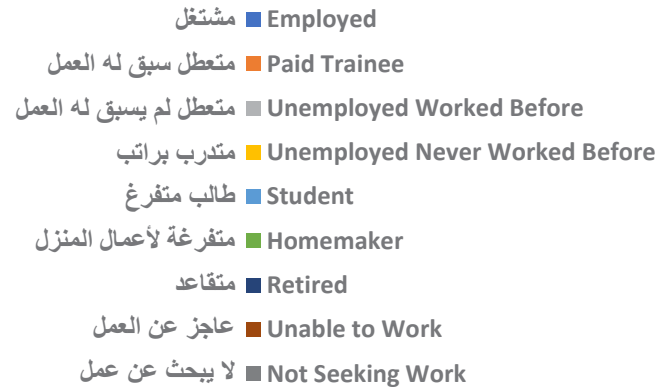 مشتغل Employed
متعطل سبق له العمل Paid Trainee
متعطل لم يسبق له العمل Unemployed Worked Before
متدرب براتب Unemployed Never Worked Before
طالب متفرغ Student
متفرغة لأعمال المنزل Homemaker
متقاعد Retired
عاجز عن العمل Unable to Work
لا يبحث عن عمل Not Seeking Work